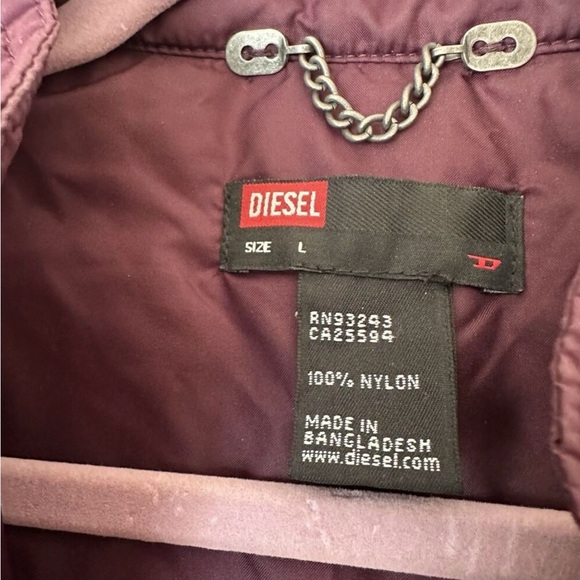 DIESEL
SIZE L
D
RN93243
CA25594
100% NYLON
MADE IN
BANGLADESH
www.diesel.com